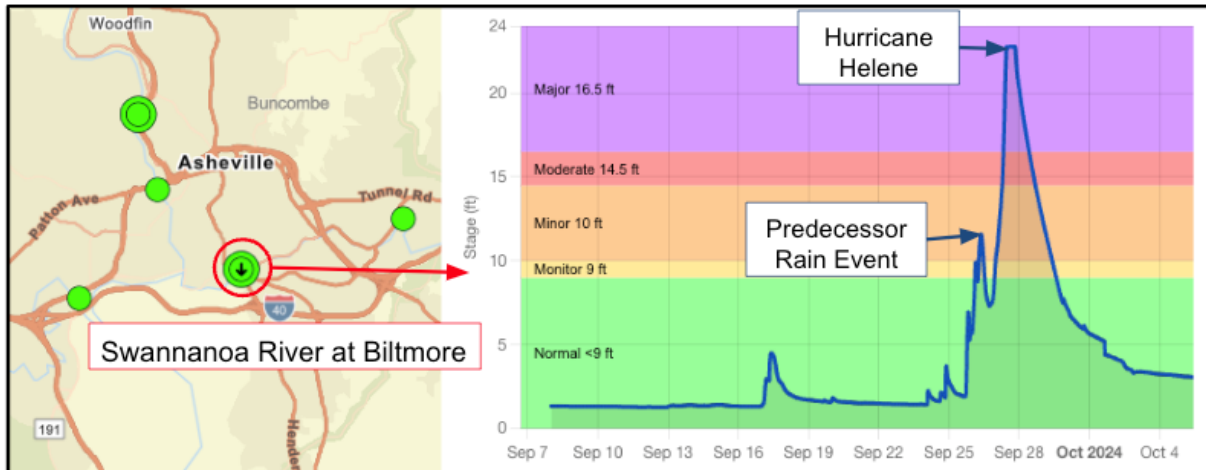 Woodfin
Buncombe
Asheville
Patton Ave
Tunnel Rd
40
Swannanoa River at Biltmore
191
Stage (ft)
24
20
15
10
5
0
Major 16.5 ft
Moderate 14.5 ft
Minor 10 ft
Monitor 9 ft
Normal <9 ft
Hurricane
Helene
Predecessor
Rain Event
Sep 7
Sep 10
Sep 13
Sep 16
Sep 19
Sep 22
Sep 25
Sep 28
Oct 2024
Oct 4